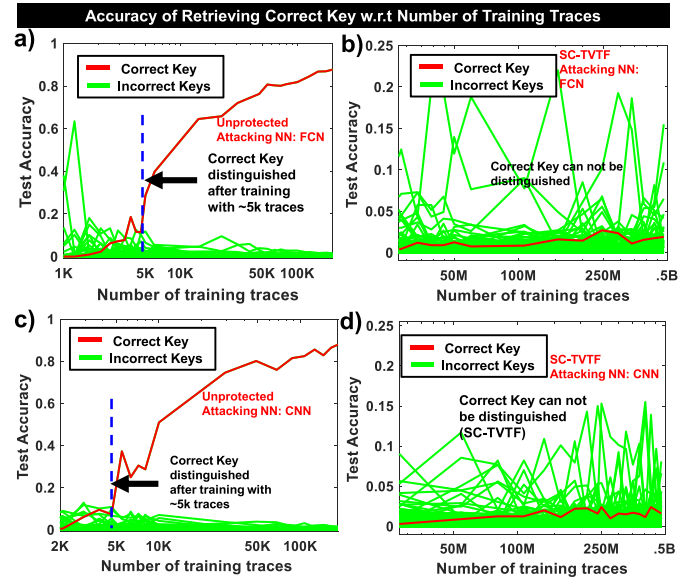 Accuracy of Retrieving Correct Key w.r.t Number of Training Traces
a)
Test Accuracy
1
0.8
0.6
0.4
0.2
0
Correct Key
Incorrect Keys
Unprotected
Attacking NN: FCN
Correct Key
distinguished
after training
with ~5k traces
1K
5K
10K
50K
100K
Number of training traces
b)
Test Accuracy
0.25
0.2
0.15
0.1
0.05
0
SC-TVTF
Attacking NN:
FCN
Correct Key
Incorrect Keys
Correct Key can not be
distinguished
50M
100M
250M
.5B
Number of training traces
c)
Test Accuracy
1
0.8
0.6
0.4
0.2
0
Correct Key
Incorrect Keys
Unprotected
Attacking NN: CNN
Correct Key
distinguished
after training with
~5k traces
2K
5K
10K
50K
100K
Number of training traces
d)
Test Accuracy
0.25
0.2
0.15
0.1
0.05
0
Correct Key
Incorrect Keys
SC-TVTF
Attacking NN: CNN
Correct Key can not
be distinguished
(SC-TVTF)
50M
100M
250M
.5B
Number of training traces